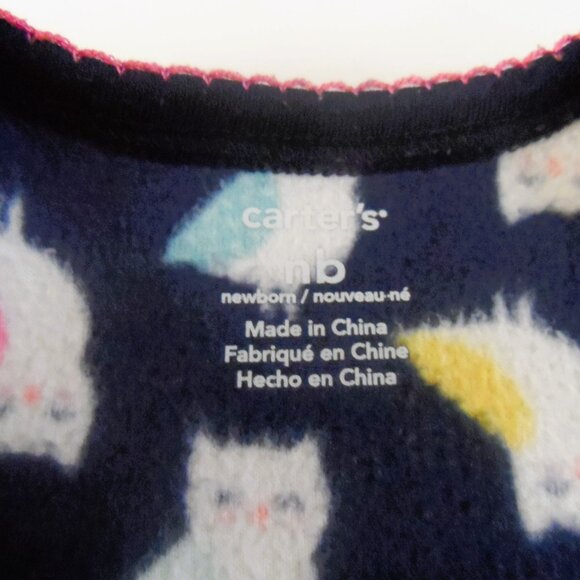 carter's
nb
newborn / nouveau-né
Made in China
Fabriqué en Chine
Hecho en China